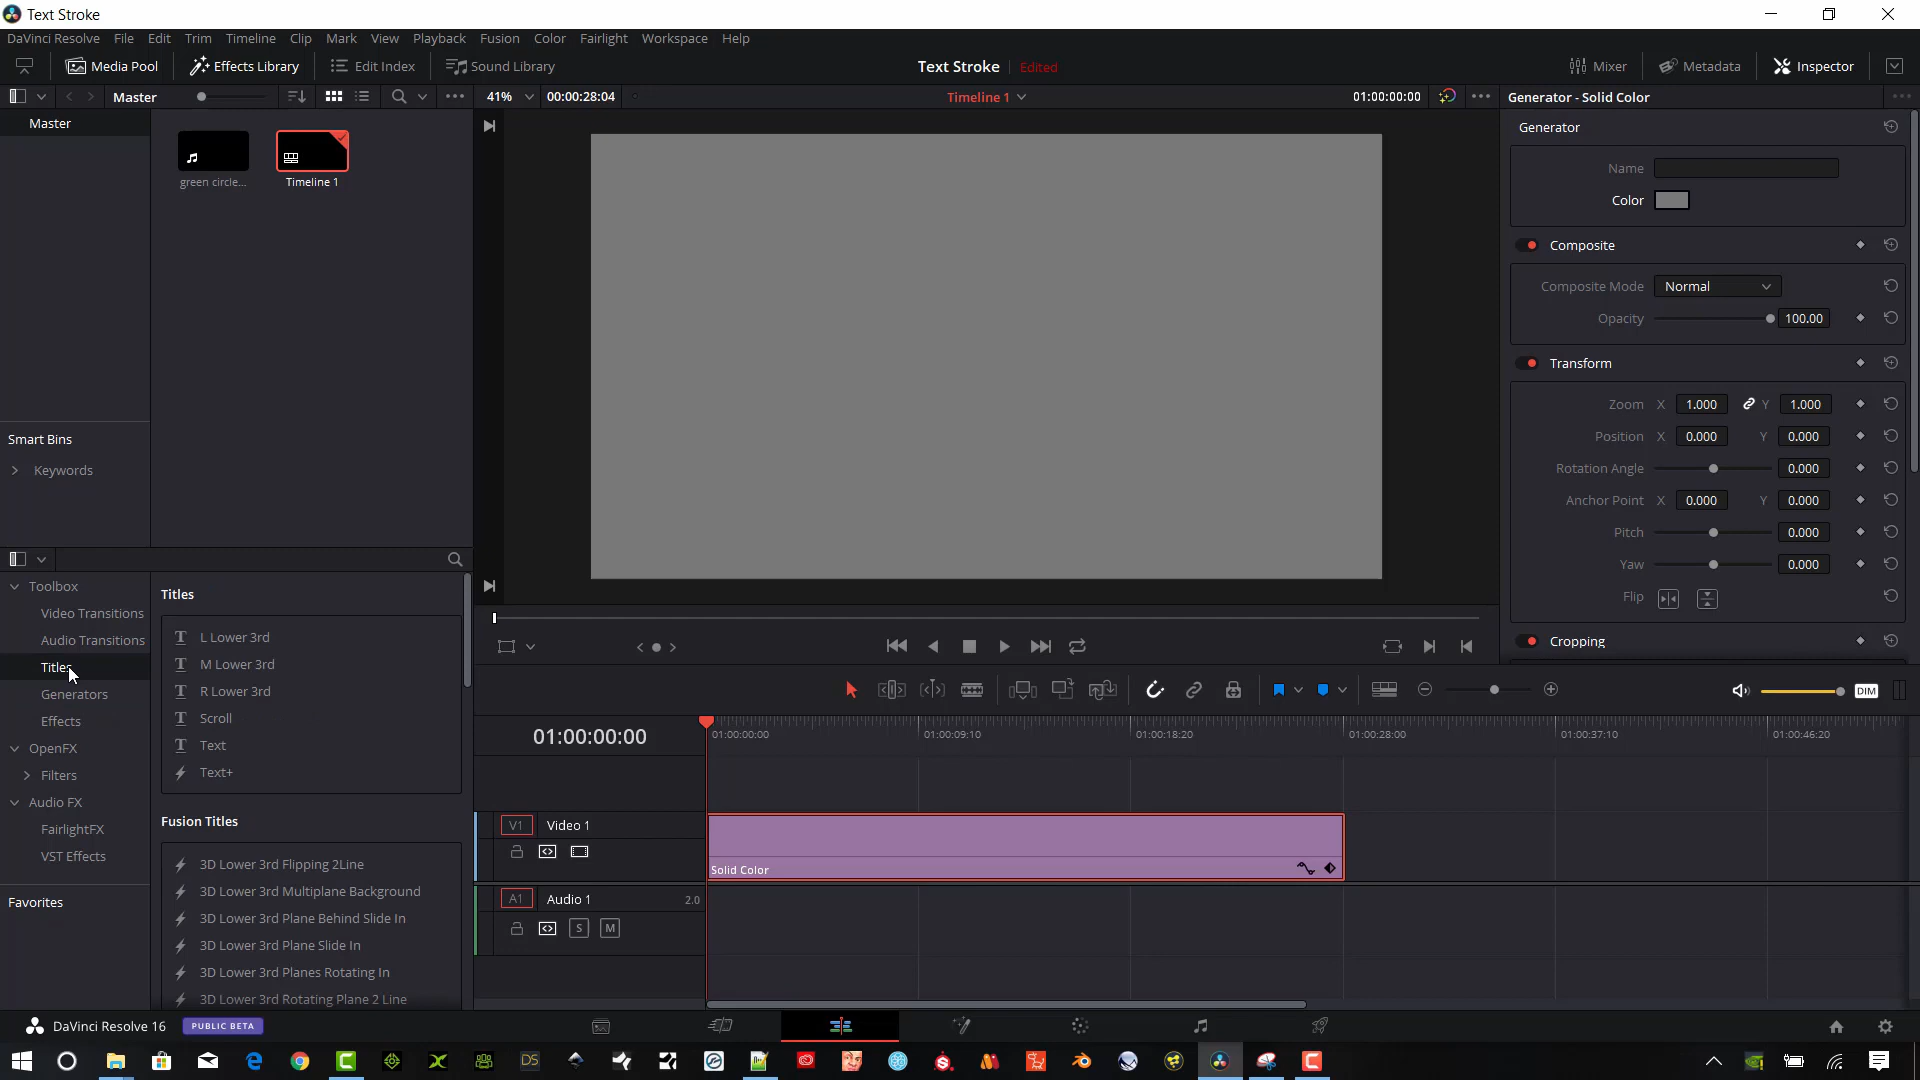 Text Stroke
DaVinci Resolve File Edit Trim Timeline Clip Mark View Playback Fusion Color Fairlight Workspace Help
Media Pool Effects Library Edit Index Sound Library Text Stroke Edited Mixer Metadata Inspector
Master 41% 00:00:28:04 Timeline 1 01:00:00:00 Generator - Solid Color
Master
green circle... Timeline 1
Generator
Name
Color
Composite
Composite Mode Normal
Opacity 100.00
Transform
Zoom X 1.000 Y 1.000
Position X 0.000 Y 0.000
Rotation Angle 0.000
Anchor Point X 0.000 Y 0.000
Pitch 0.000
Yaw 0.000
Flip
Cropping
Smart Bins
Keywords
Toolbox
Video Transitions
Audio Transitions
Titles
Generators
Effects
OpenFX
Filters
Audio FX
FairlightFX
VST Effects
Favorites
Titles
L Lower 3rd
M Lower 3rd
R Lower 3rd
Scroll
Text
Text+
Fusion Titles
3D Lower 3rd Flipping 2Line
3D Lower 3rd Multiplane Background
3D Lower 3rd Plane Behind Slide In
3D Lower 3rd Plane Slide In
3D Lower 3rd Planes Rotating In
3D Lower 3rd Rotating Plane 2 Line
DIM
01:00:00:00 01:00:00:00 01:00:09:10 01:00:18:20 01:00:28:00 01:00:37:10 01:00:46:20
V1 Video 1
Solid Color
A1 Audio 1 2.0
S M
DaVinci Resolve 16 PUBLIC BETA
DS